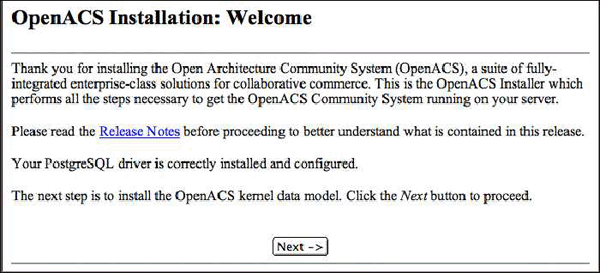 OpenACS Installation: Welcome
Thank you for installing the Open Architecture Community System (OpenACS), a suite of fully-
integrated enterprise-class solutions for collaborative commerce. This is the OpenACS Installer which
performs all the steps necessary to get the OpenACS Community System running on your server.
Please read the Release Notes before proceeding to better understand what is contained in this release.
Your PostgreSQL driver is correctly installed and configured.
The next step is to install the OpenACS kernel data model. Click the Next button to proceed.
Next ->